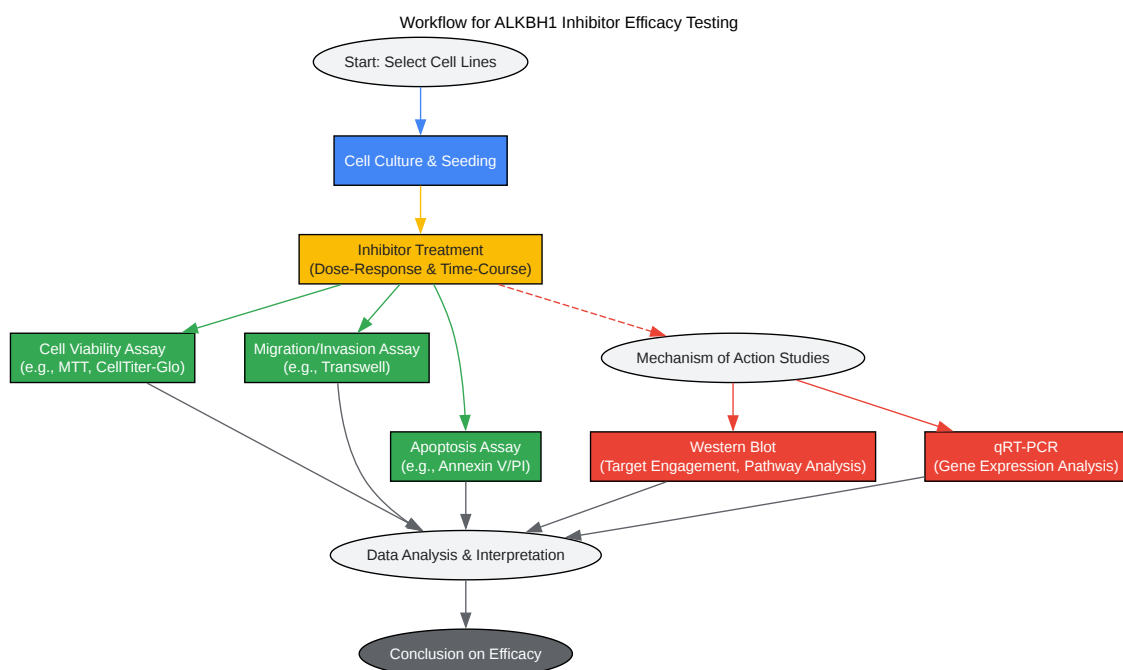 Workflow for ALKBH1 Inhibitor Efficacy Testing
Start: Select Cell Lines
Cell Culture & Seeding
Inhibitor Treatment
(Dose-Response & Time-Course)
Cell Viability Assay
(e.g., MTT, CellTiter-Glo)
Migration/Invasion Assay
(e.g., Transwell)
Mechanism of Action Studies
Apoptosis Assay
(e.g., Annexin V/PI)
Western Blot
(Target Engagement, Pathway Analysis)
qRT-PCR
(Gene Expression Analysis)
Data Analysis & Interpretation
Conclusion on Efficacy